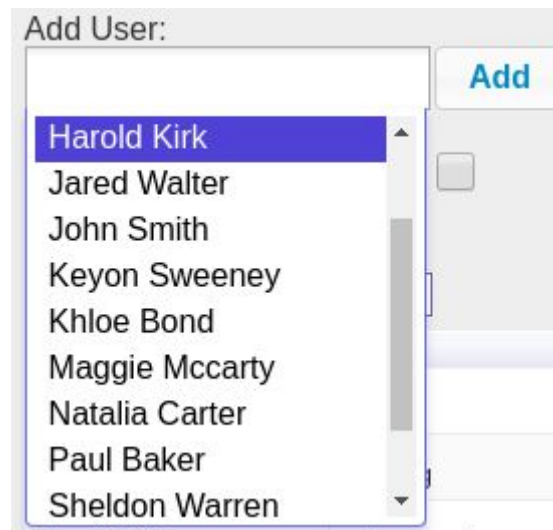 Add User:
Add
Harold Kirk
Jared Walter
John Smith
Keyon Sweeney
Khloe Bond
Maggie Mccarty
Natalia Carter
Paul Baker
Sheldon Warren